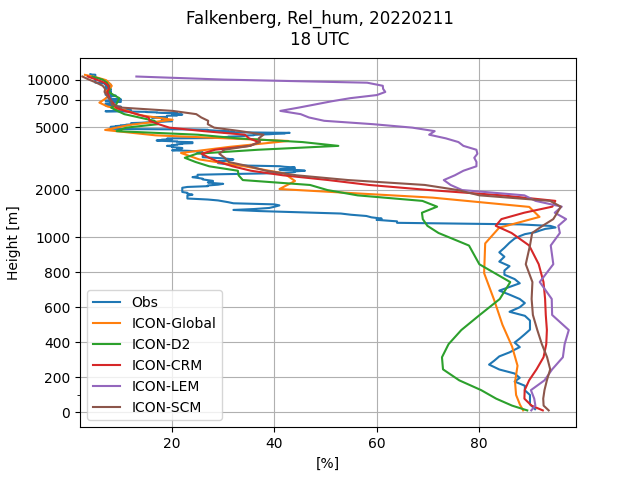 Falkenberg, Rel_hum, 20220211
18 UTC
10000
7500
5000
2000
1000
800
600
400
200
0
Height [m]
Obs
ICON-Global
ICON-D2
ICON-CRM
ICON-LEM
ICON-SCM
20 40 60 80
[%]